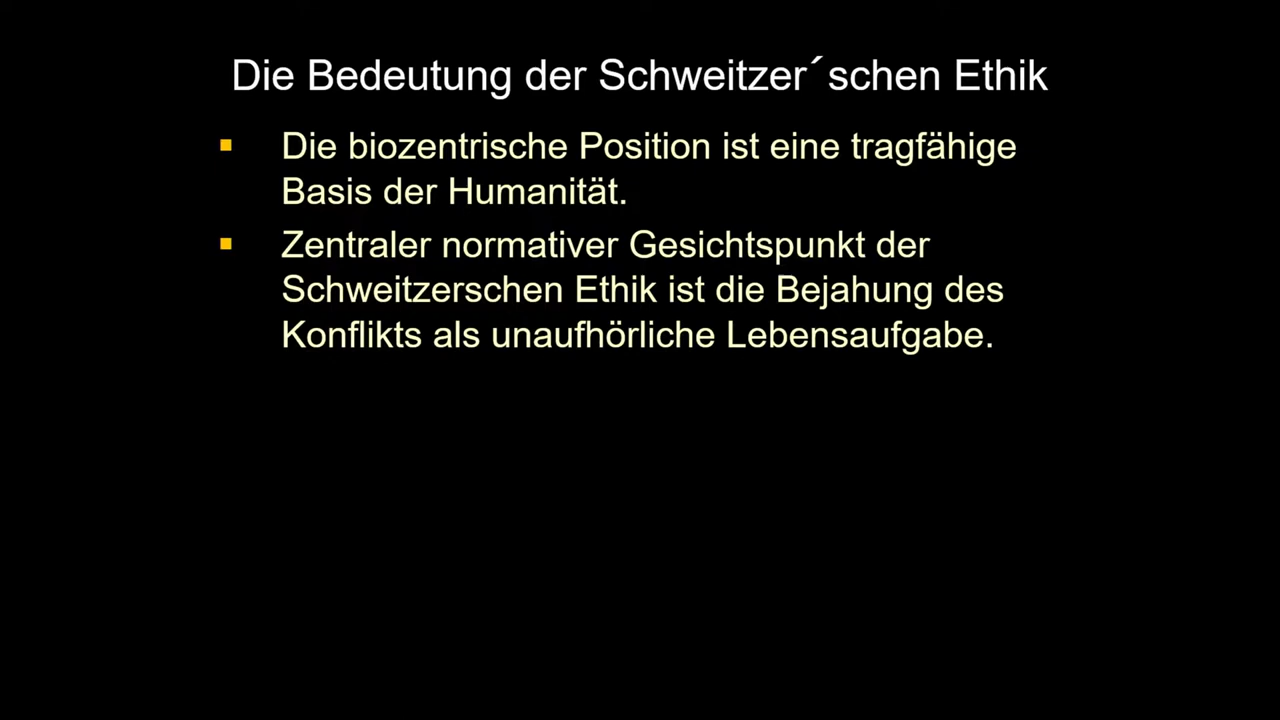 Die Bedeutung der Schweitzer´schen Ethik
▪ Die biozentrische Position ist eine tragfähige
Basis der Humanität.
▪ Zentraler normativer Gesichtspunkt der
Schweitzerschen Ethik ist die Bejahung des
Konflikts als unaufhörliche Lebensaufgabe.